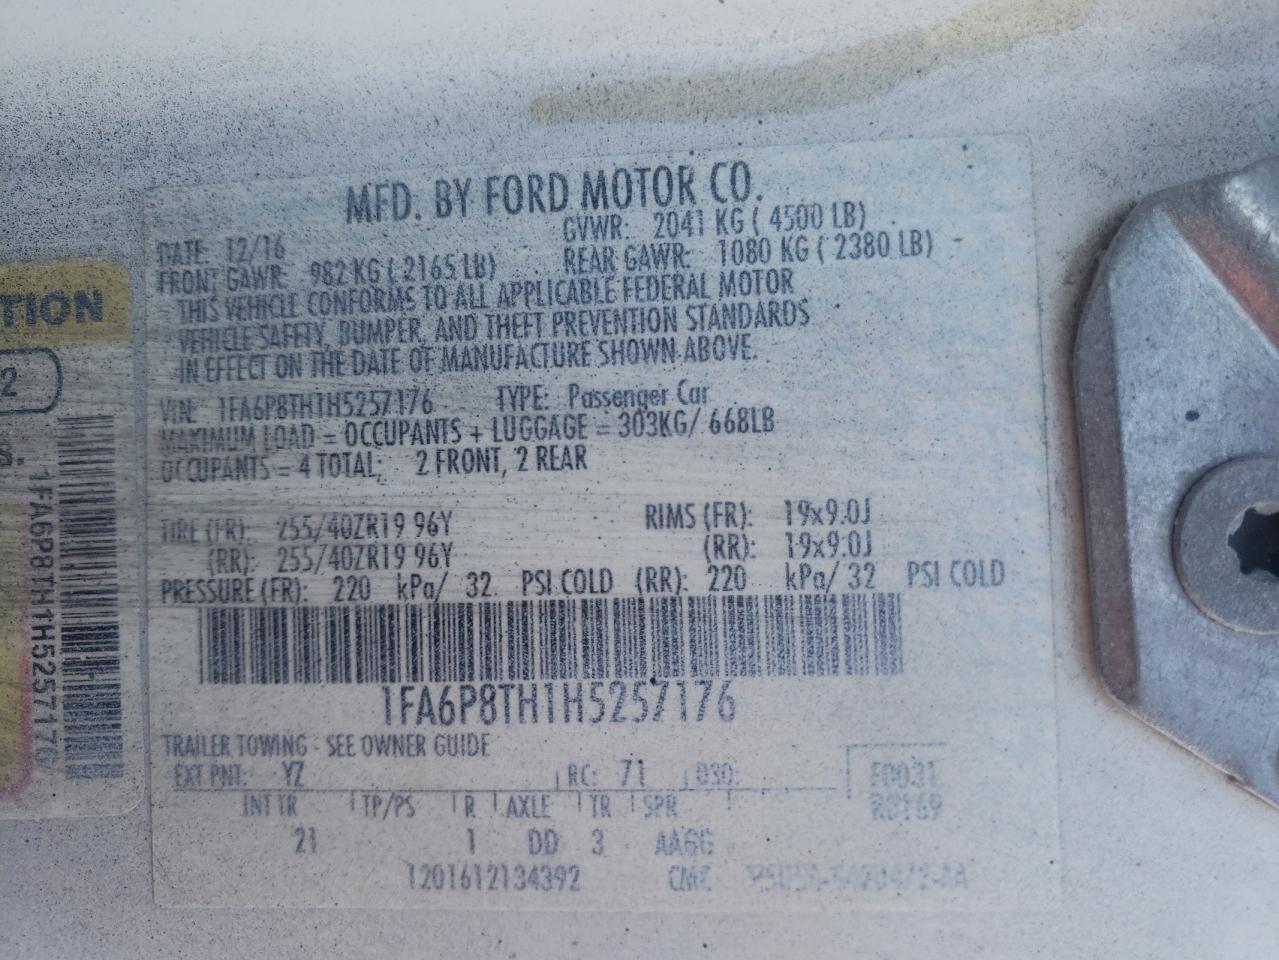 MFD. BY FORD MOTOR CO.
DATE: 12/16 GVWR: 2041 KG ( 4500 LB)
FRONT GAWR: 982 KG ( 2165 LB) REAR GAWR: 1080 KG ( 2380 LB)
THIS VEHICLE CONFORMS TO ALL APPLICABLE FEDERAL MOTOR
VEHICLE SAFETY, BUMPER, AND THEFT PREVENTION STANDARDS
IN EFFECT ON THE DATE OF MANUFACTURE SHOWN ABOVE.
VIN: 1FA6P8TH1H5257176 TYPE: Passenger Car
MAXIMUM LOAD = OCCUPANTS + LUGGAGE = 303KG/ 668LB
OCCUPANTS = 4 TOTAL; 2 FRONT, 2 REAR
TIRE (FR): 255/40ZR19 96Y RIMS (FR): 19x9.0J
(RR): 255/40ZR19 96Y (RR): 19x9.0J
PRESSURE (FR): 220 kPa/ 32 PSI COLD (RR): 220 kPa/ 32 PSI COLD
1FA6P8TH1H5257176
TRAILER TOWING - SEE OWNER GUIDE
EXT PNT: YZ RC: 71 DSO: F0031
INT TR TP/PS R AXLE TR SPR R8169
21 1 DD 3 AA6G
1201612134392
TION
2
S.
1FA6P8TH1H5257176